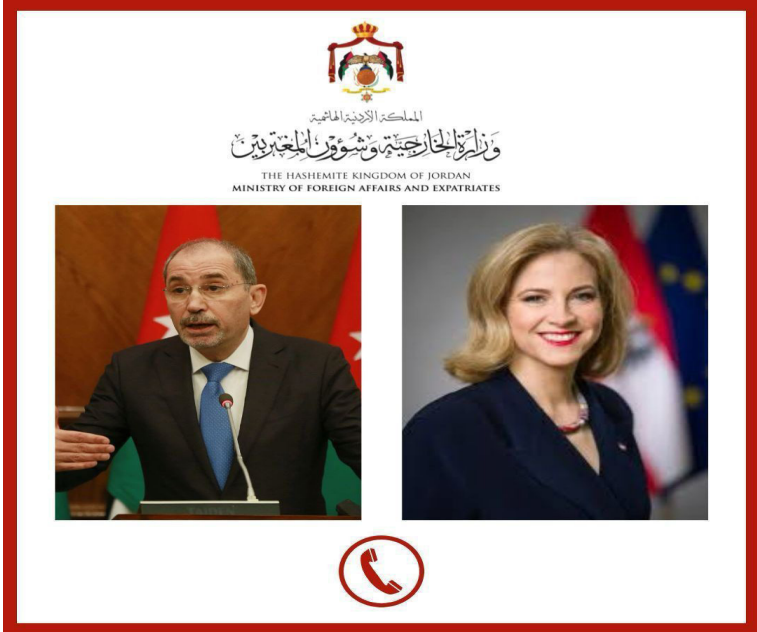 المملكة الأردنية الهاشمية
وزارة الخارجية وشؤون المغتربين
THE HASHEMITE KINGDOM OF JORDAN
MINISTRY OF FOREIGN AFFAIRS AND EXPATRIATES